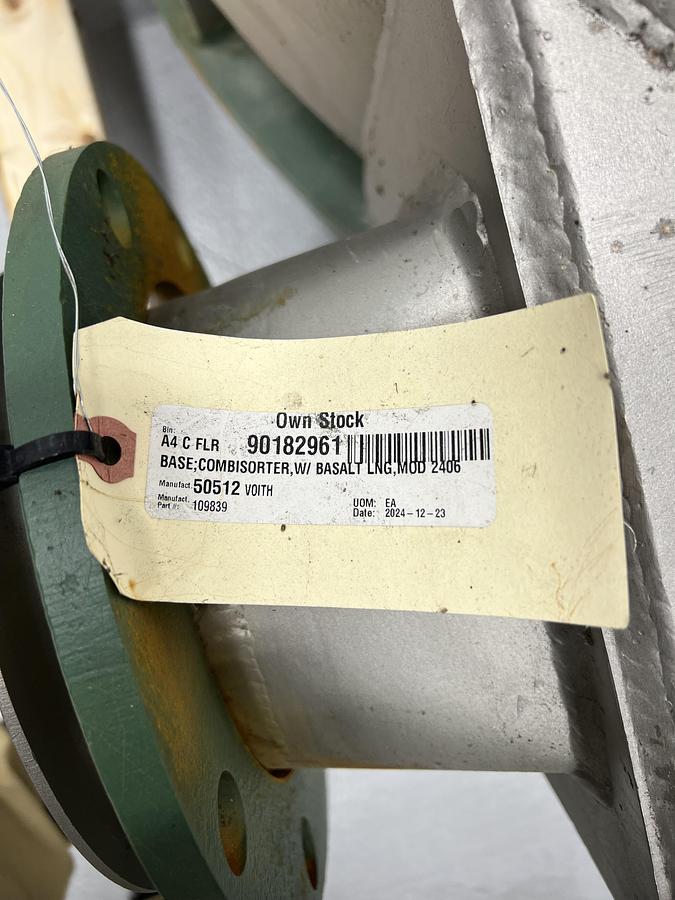 Own Stock
Bin:
A4 C FLR 90182961
BASE;COMBISORTER,W/ BASALT LNG,MOD 2406
Manufact. 50512 VOITH
Manufact. Part #: 109839
UOM: EA
Date: 2024-12-23